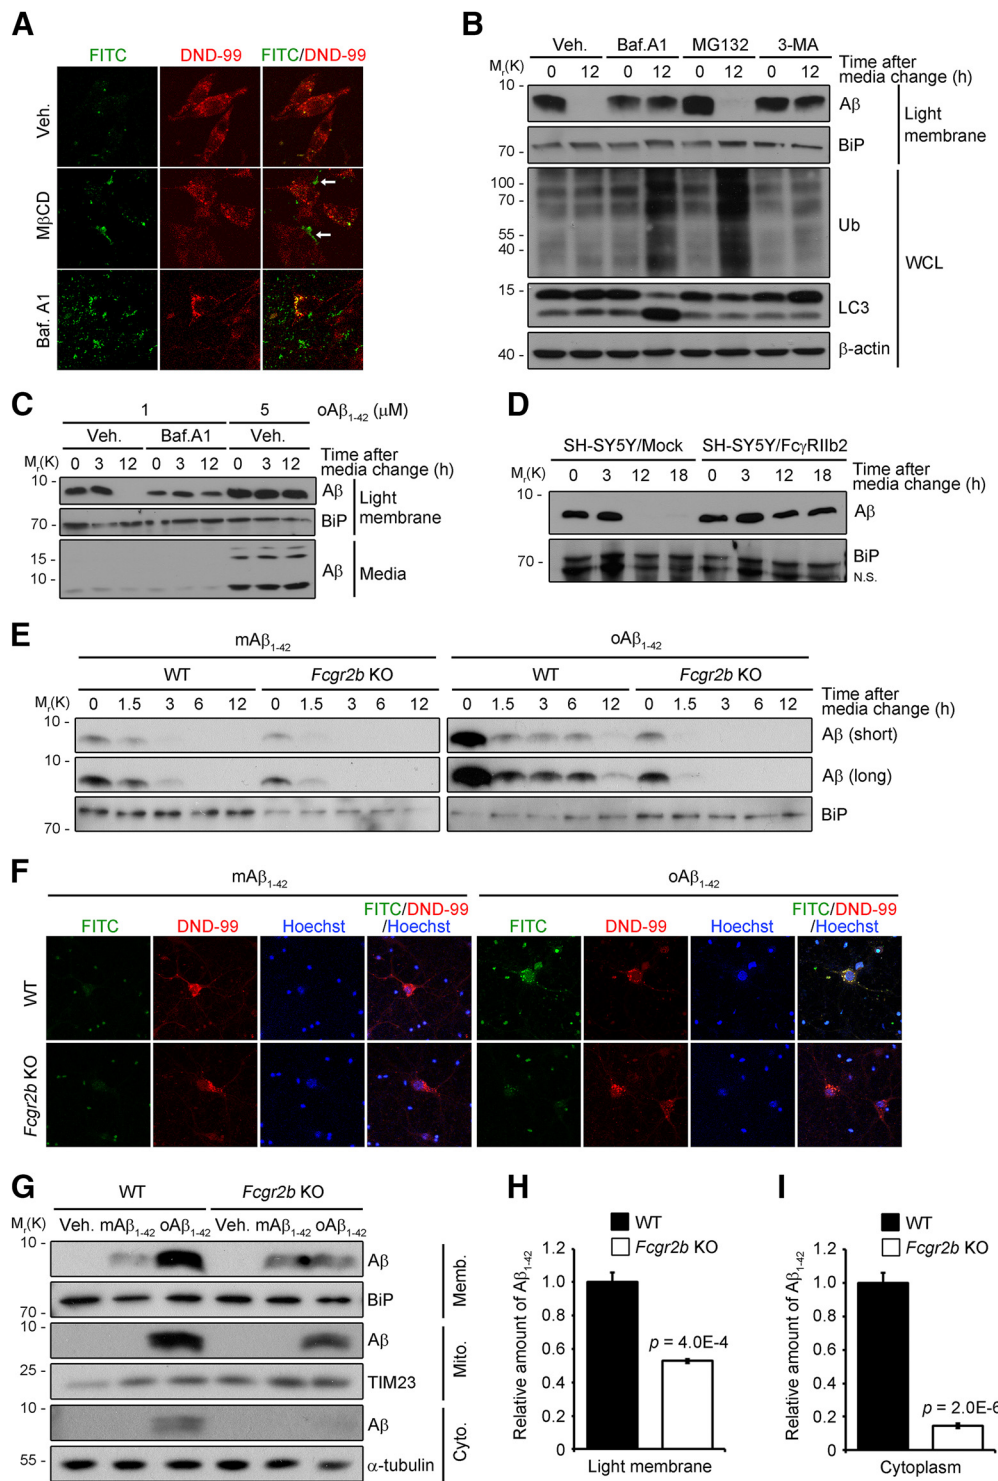 A
FITC DND-99 FITC/DND-99
Veh.
MβCD
Baf. A1
B
Veh. Baf.A1 MG132 3-MA
Mr(K) 0 12 0 12 0 12 0 12 Time after
media change (h)
10 - Aβ
70 - BiP
Light
membrane
100 -
70 -
55 -
40 -
Ub
15 - LC3
40 - β-actin
WCL
C
1 5 oAβ1-42 (μM)
Veh. Baf.A1 Veh.
Mr(K) 0 3 12 0 3 12 0 3 12 Time after
media change (h)
10 - Aβ
70 - BiP
Light
membrane
15 -
10 -
Aβ Media
D
SH-SY5Y/Mock SH-SY5Y/FcγRIIb2
Mr(K) 0 3 12 18 0 3 12 18 Time after
media change (h)
10 - Aβ
70 - BiP
N.S.
E
mAβ1-42 oAβ1-42
WT Fcgr2b KO WT Fcgr2b KO
Mr(K) 0 1.5 3 6 12 0 1.5 3 6 12 0 1.5 3 6 12 0 1.5 3 6 12 Time after
media change (h)
10 - Aβ (short)
10 - Aβ (long)
70 - BiP
F
mAβ1-42 oAβ1-42
FITC DND-99 Hoechst FITC/DND-99
/Hoechst
FITC DND-99 Hoechst FITC/DND-99
/Hoechst
WT
Fcgr2b KO
G
WT Fcgr2b KO
Mr(K) Veh. mAβ1-42 oAβ1-42 Veh. mAβ1-42 oAβ1-42
10 - Aβ
70 - BiP
Memb.
10 - Aβ
25 - TIM23
Mito.
10 - Aβ
55 - α-tubulin
Cyto.
H
WT
Fcgr2b KO
Relative amount of Aβ1-42
1.2
1.0
0.8
0.6
0.4
0.2
0
p = 4.0E-4
Light membrane
I
WT
Fcgr2b KO
Relative amount of Aβ1-42
1.2
1.0
0.8
0.6
0.4
0.2
0
p = 2.0E-6
Cytoplasm